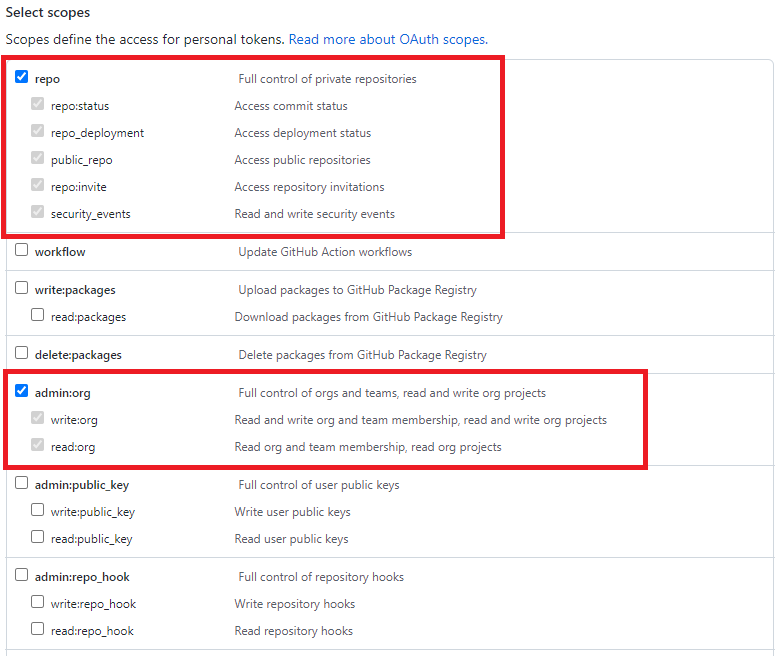 Select scopes
Scopes define the access for personal tokens. Read more about OAuth scopes.
repo Full control of private repositories
repo:status Access commit status
repo_deployment Access deployment status
public_repo Access public repositories
repo:invite Access repository invitations
security_events Read and write security events
workflow Update GitHub Action workflows
write:packages Upload packages to GitHub Package Registry
read:packages Download packages from GitHub Package Registry
delete:packages Delete packages from GitHub Package Registry
admin:org Full control of orgs and teams, read and write org projects
write:org Read and write org and team membership, read and write org projects
read:org Read org and team membership, read org projects
admin:public_key Full control of user public keys
write:public_key Write user public keys
read:public_key Read user public keys
admin:repo_hook Full control of repository hooks
write:repo_hook Write repository hooks
read:repo_hook Read repository hooks